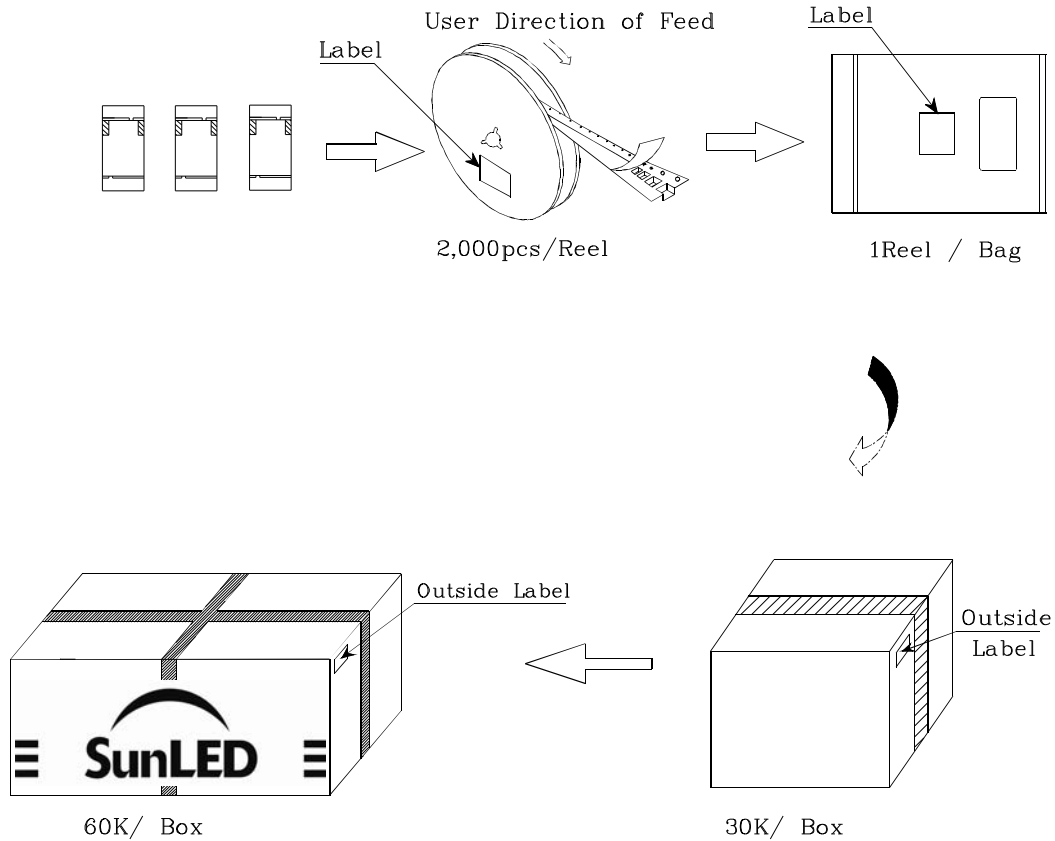 User Direction of Feed
Label
Label
2,000pcs/Reel
1Reel / Bag
Outside Label
Outside
Label
SunLED
60K/ Box
30K/ Box